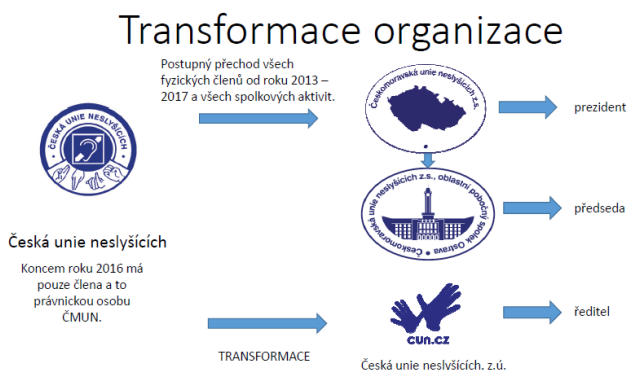 Transformace organizace
Postupný přechod všech
fyzických členů od roku 2013 –
2017 a všech spolkových aktivit.
ČESKÁ UNIE NESLYŠÍCÍCH
Českomoravská unie neslyšících z.s.
prezident
Českomoravská unie neslyšících z.s., oblastní pobočný spolek Ostrava
předseda
Česká unie neslyšících
Koncem roku 2016 má
pouze člena a to
právnickou osobu
ČMUN.
TRANSFORMACE
cun.cz
ředitel
Česká unie neslyšících, z.ú.